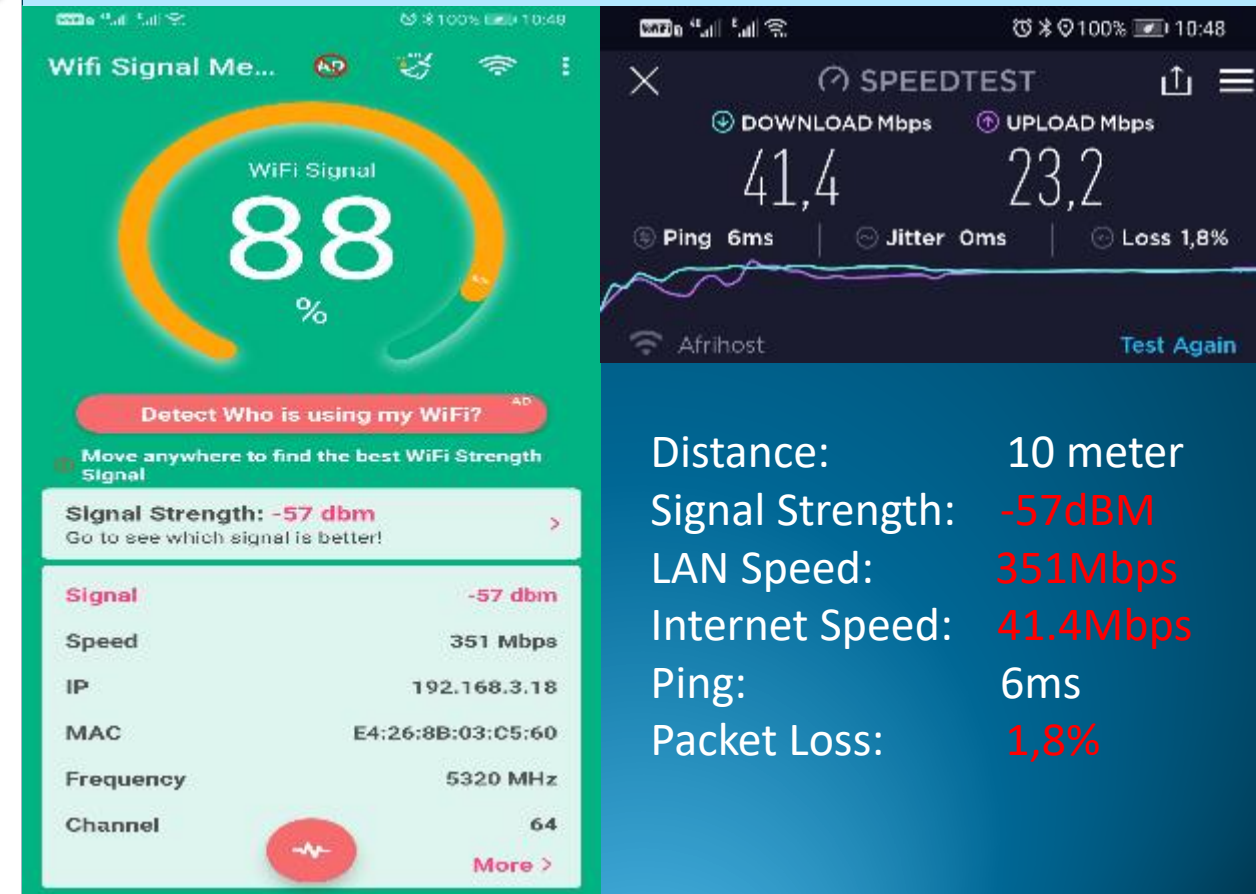 100% 10:48
Wifi Signal Me...
AD
WiFi Signal
88
%
Detect Who is using my WiFi?
AD
Move anywhere to find the best WiFi Strength
Signal
Signal Strength: -57 dbm
Go to see which signal is better!
Signal -57 dbm
Speed 351 Mbps
IP 192.168.3.18
MAC E4:26:8B:03:C5:60
Frequency 5320 MHz
Channel 64
More >
100% 10:48
SPEEDTEST
DOWNLOAD Mbps UPLOAD Mbps
41,4 23,2
Ping 6ms Jitter 0ms Loss 1,8%
Afrihost Test Again
Distance: 10 meter
Signal Strength: -57dBM
LAN Speed: 351Mbps
Internet Speed: 41.4Mbps
Ping: 6ms
Packet Loss: 1,8%